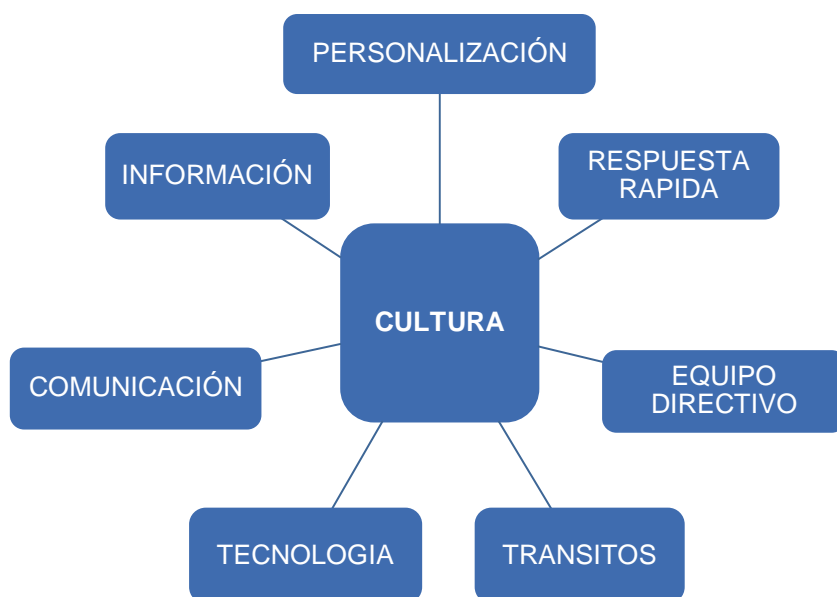 PERSONALIZACIÓN
INFORMACIÓN
RESPUESTA
RAPIDA
CULTURA
COMUNICACIÓN
EQUIPO
DIRECTIVO
TECNOLOGIA
TRANSITOS